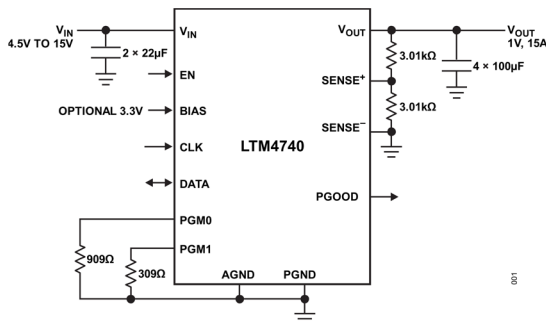 V_IN
4.5V TO 15V
2 × 22µF
V_IN
EN
OPTIONAL 3.3V
BIAS
CLK
DATA
PGM0
PGM1
909Ω
309Ω
LTM4740
AGND
PGND
V_OUT
SENSE⁺
SENSE⁻
PGOOD
3.01kΩ
3.01kΩ
V_OUT
1V, 15A
4 × 100µF
001